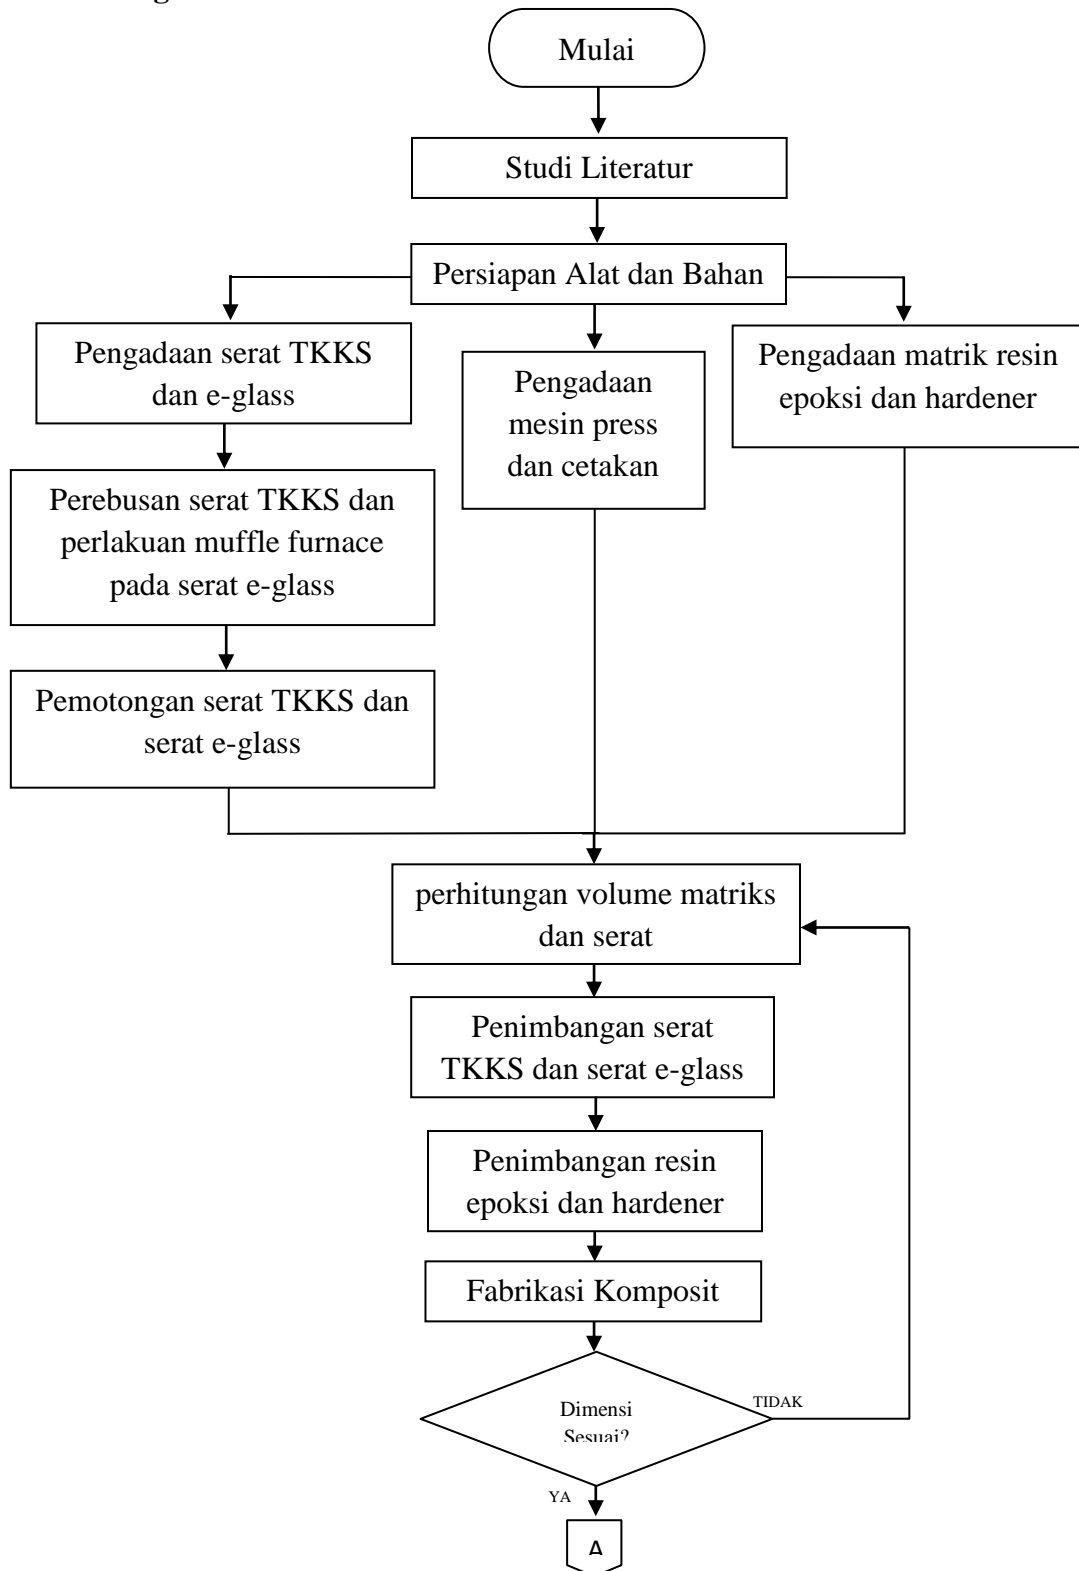 Mulai
Studi Literatur
Persiapan Alat dan Bahan
Pengadaan serat TKKS
dan e-glass
Pengadaan
mesin press
dan cetakan
Pengadaan matrik resin
epoksi dan hardener
Perebusan serat TKKS dan
perlakuan muffle furnace
pada serat e-glass
Pemotongan serat TKKS dan
serat e-glass
perhitungan volume matriks
dan serat
Penimbangan serat
TKKS dan serat e-glass
Penimbangan resin
epoksi dan hardener
Fabrikasi Komposit
Dimensi
Sesuai?
TIDAK
YA
A